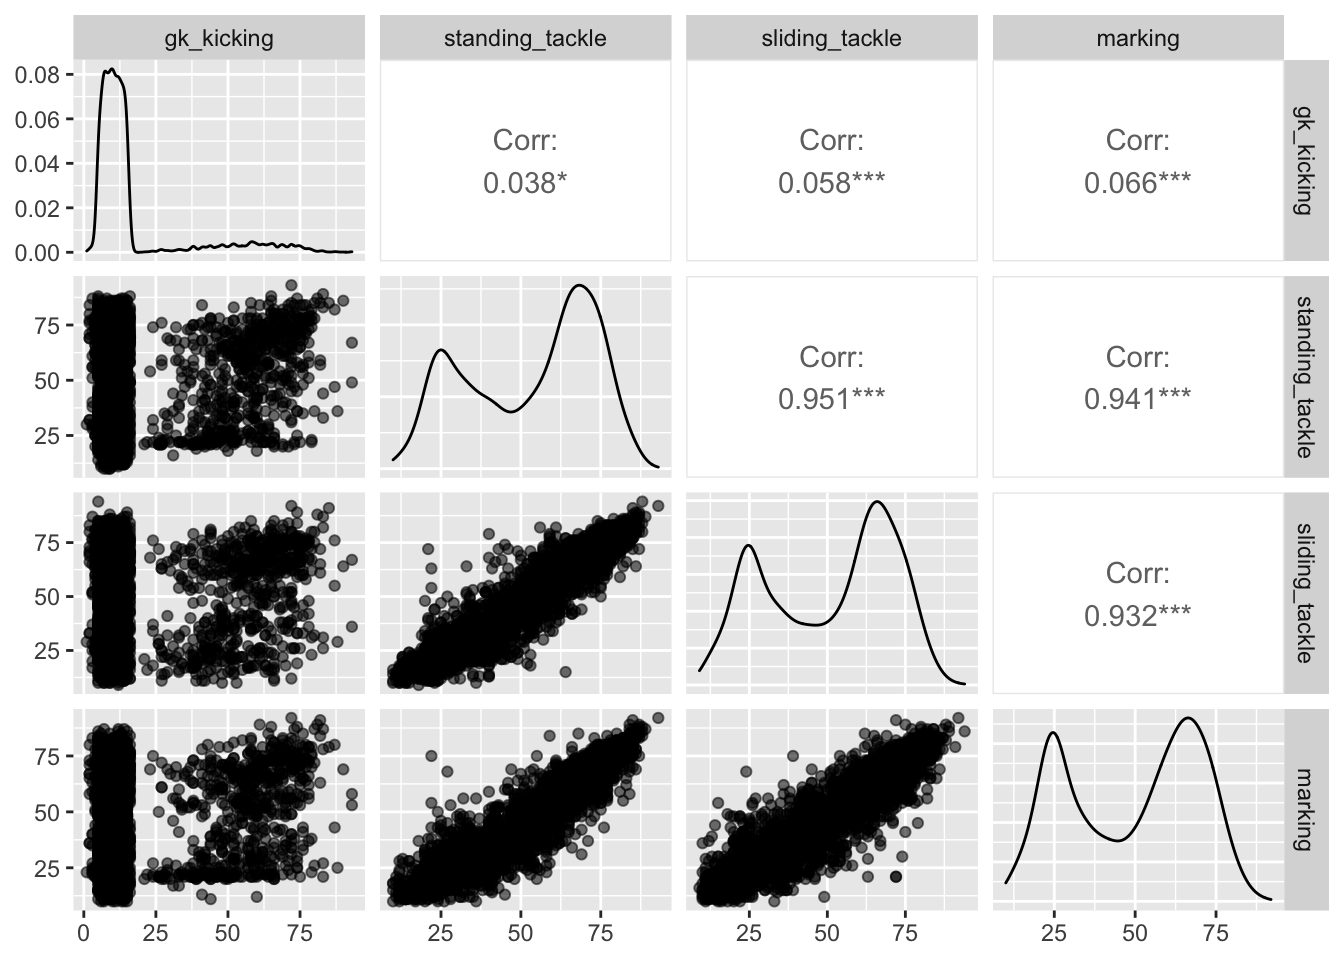 gk_kicking
standing_tackle
sliding_tackle
marking
0.08
0.06
0.04
0.02
0.00
Corr:
0.038*
Corr:
0.058***
Corr:
0.066***
gk_kicking
75
50
25
Corr:
0.951***
Corr:
0.941***
standing_tackle
75
50
25
Corr:
0.932***
sliding_tackle
75
50
25
marking
0 25 50 75
25 50 75
25 50 75
25 50 75